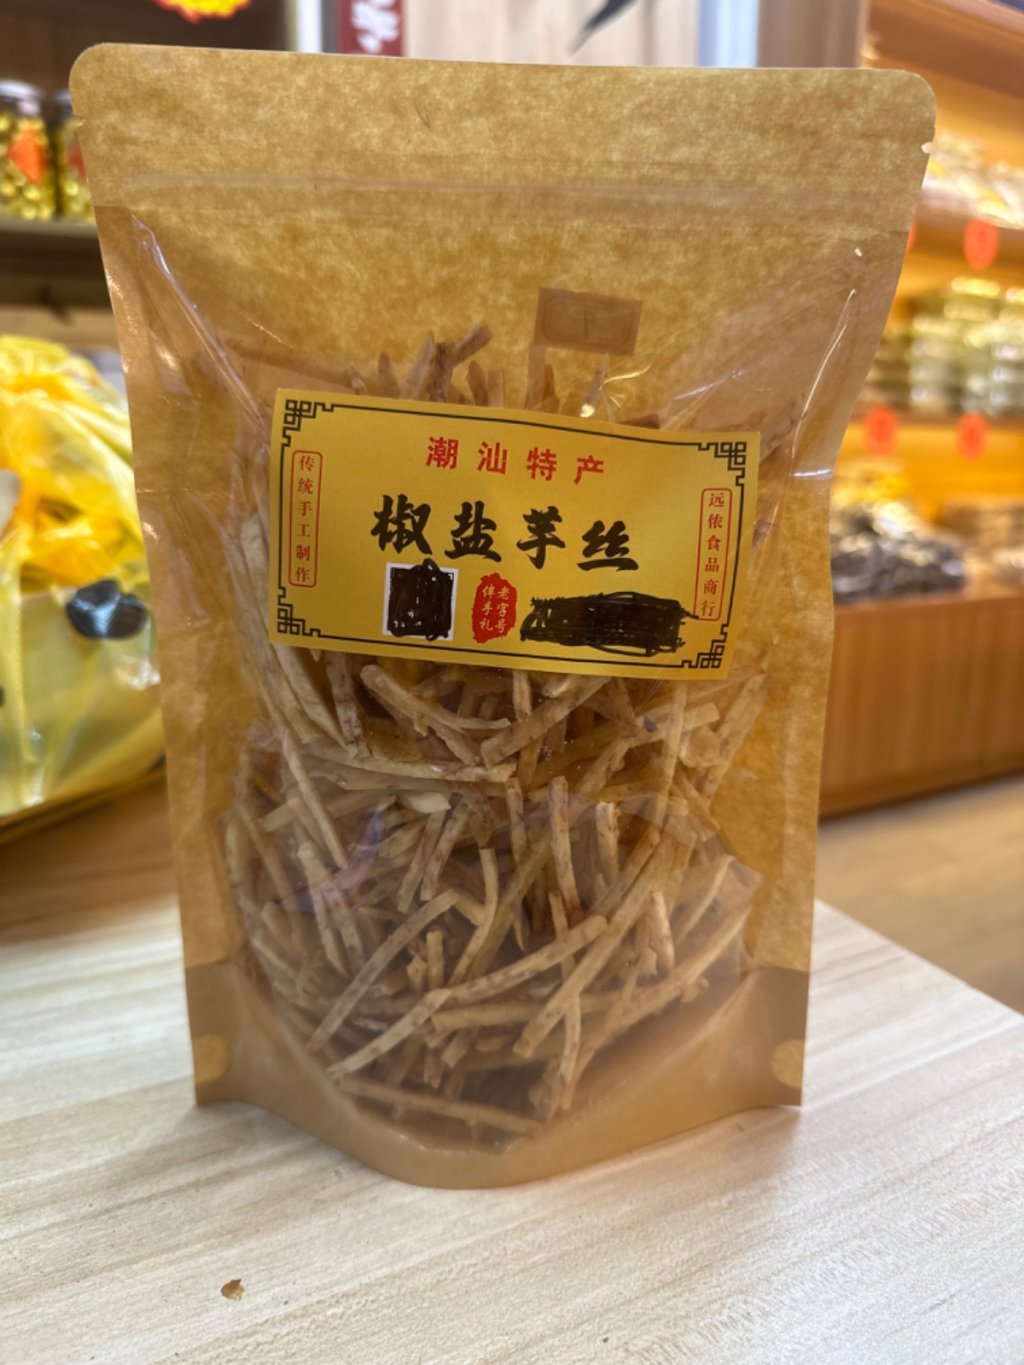 潮汕特产
传统手工制作
椒盐芋丝
远侬食品商行
老字号
伴手礼